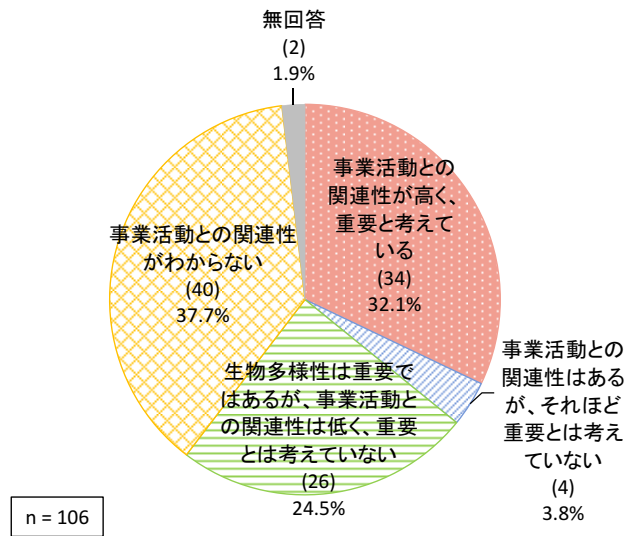 無回答
(2)
1.9%
事業活動との
関連性が高く、
重要と考えて
いる
(34)
32.1%
事業活動との
関連性はある
が、それほど
重要とは考え
ていない
(4)
3.8%
生物多様性は重要で
はあるが、事業活動と
の関連性は低く、重要
とは考えていない
(26)
24.5%
事業活動との関連性
がわからない
(40)
37.7%
n = 106